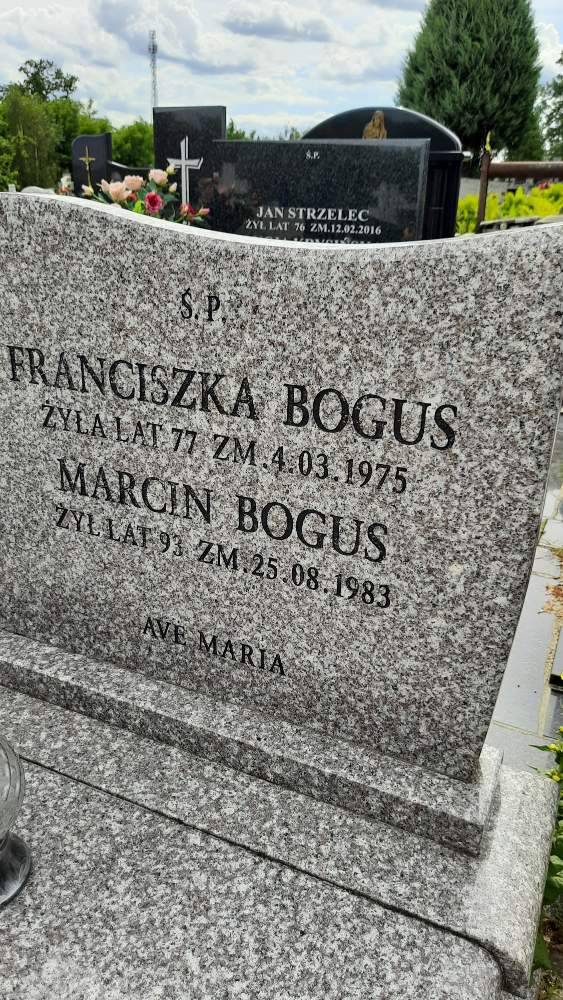 Ś.P.
JAN STRZELEC
ŻYŁ LAT 76 ZM.12.02.2016
Ś.P.
FRANCISZKA BOGUS
ŻYŁA LAT 77 ZM.4.03.1975
MARCIN BOGUS
ŻYŁ LAT 93 ZM.25.08.1983
AVE MARIA